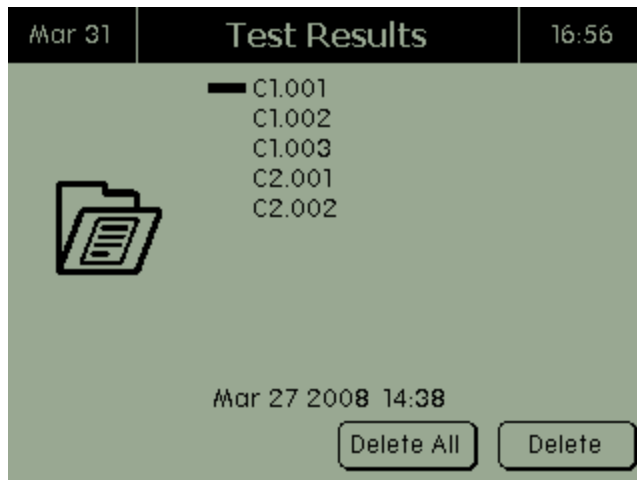 Mar 31 Test Results 16:56
C1.001
C1.002
C1.003
C2.001
C2.002
Mar 27 2008 14:38
Delete All Delete